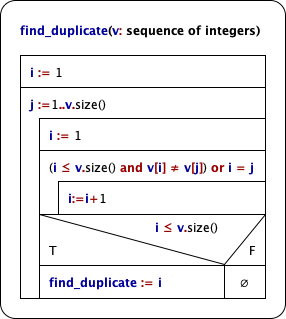 find_duplicate(v: sequence of integers)
i := 1
j :=1..v.size()
i := 1
(i ≤ v.size() and v[i] ≠ v[j]) or i = j
i:=i+1
i ≤ v.size()
T F
find_duplicate := i ∅